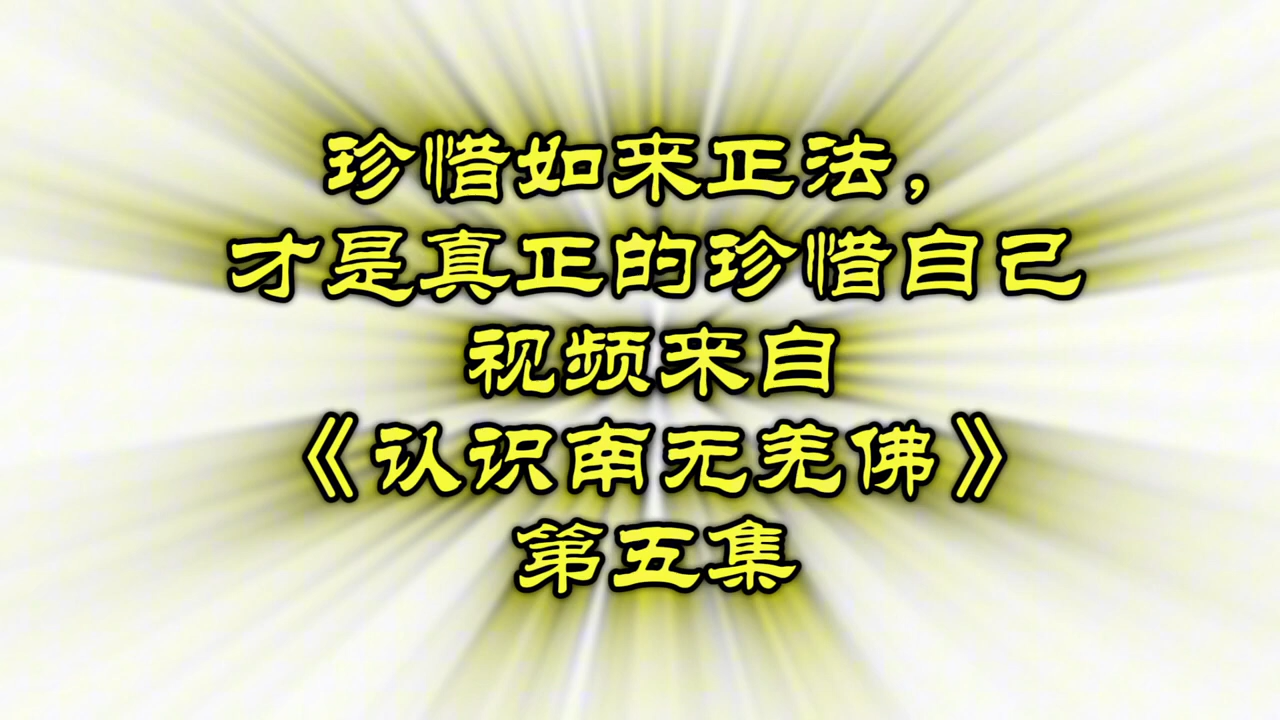 珍惜如来正法，
才是真正的珍惜自己
视频来自
《认识南无羌佛》
第五集